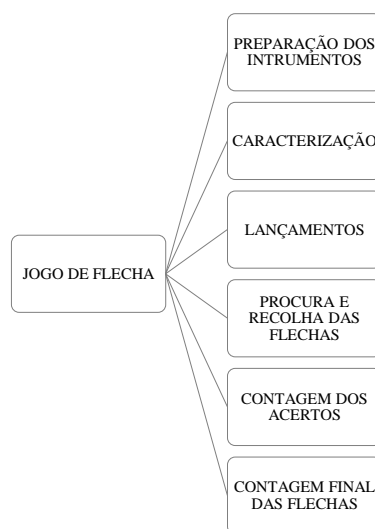 PREPARAÇÃO DOS
INTRUMENTOS
CARACTERIZAÇÃO
LANÇAMENTOS
JOGO DE FLECHA
PROCURA E
RECOLHA DAS
FLECHAS
CONTAGEM DOS
ACERTOS
CONTAGEM FINAL
DAS FLECHAS